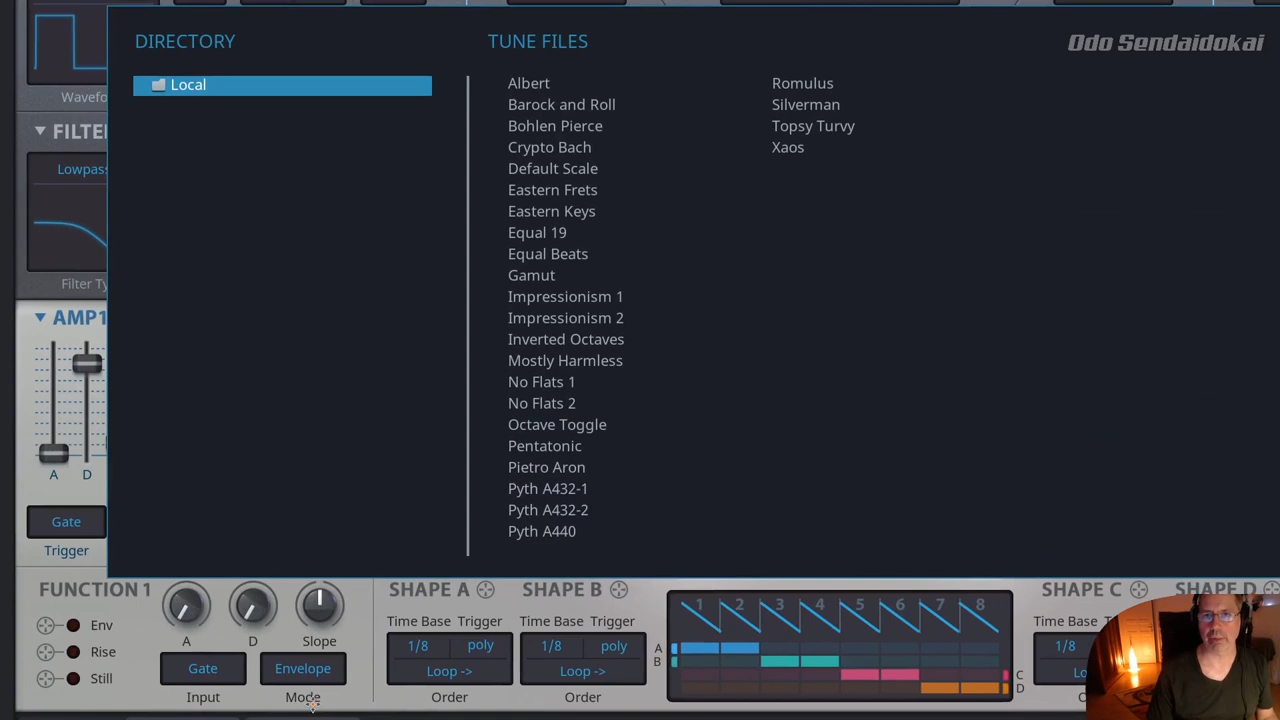 DIRECTORY
Local
TUNE FILES
Albert
Barock and Roll
Bohlen Pierce
Crypto Bach
Default Scale
Eastern Frets
Eastern Keys
Equal 19
Equal Beats
Gamut
Impressionism 1
Impressionism 2
Inverted Octaves
Mostly Harmless
No Flats 1
No Flats 2
Octave Toggle
Pentatonic
Pietro Aron
Pyth A432-1
Pyth A432-2
Pyth A440
Romulus
Silverman
Topsy Turvy
Xaos
Odo Sendaidokai
Wavefo
FILTE
Lowpass
Filter Ty
AMP1
A D
Gate
Trigger
FUNCTION 1
Env
Rise
Still
A D Slope
Gate Envelope
Input Mode
SHAPE A
Time Base Trigger
1/8 poly
Loop ->
Order
SHAPE B
Time Base Trigger
1/8 poly
Loop ->
Order
1 2 3 4 5 6 7 8
A
B
C
D
SHAPE C SHAPE D
Time Base
1/8